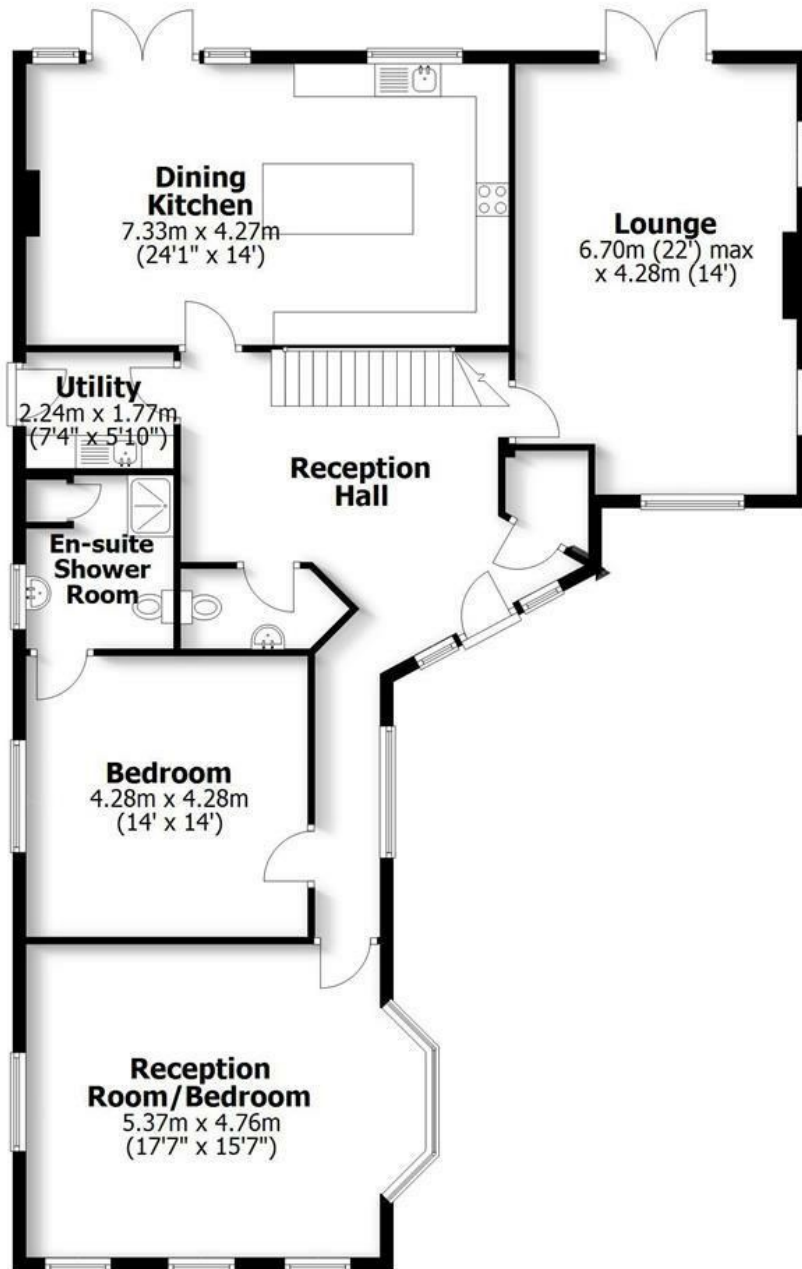 Dining
Kitchen
7.33m x 4.27m
(24'1" x 14')
Lounge
6.70m (22') max
x 4.28m (14')
Utility
2.24m x 1.77m
(7'4" x 5'10")
Reception
Hall
En-suite
Shower
Room
Bedroom
4.28m x 4.28m
(14' x 14')
Reception
Room/Bedroom
5.37m x 4.76m
(17'7" x 15'7")